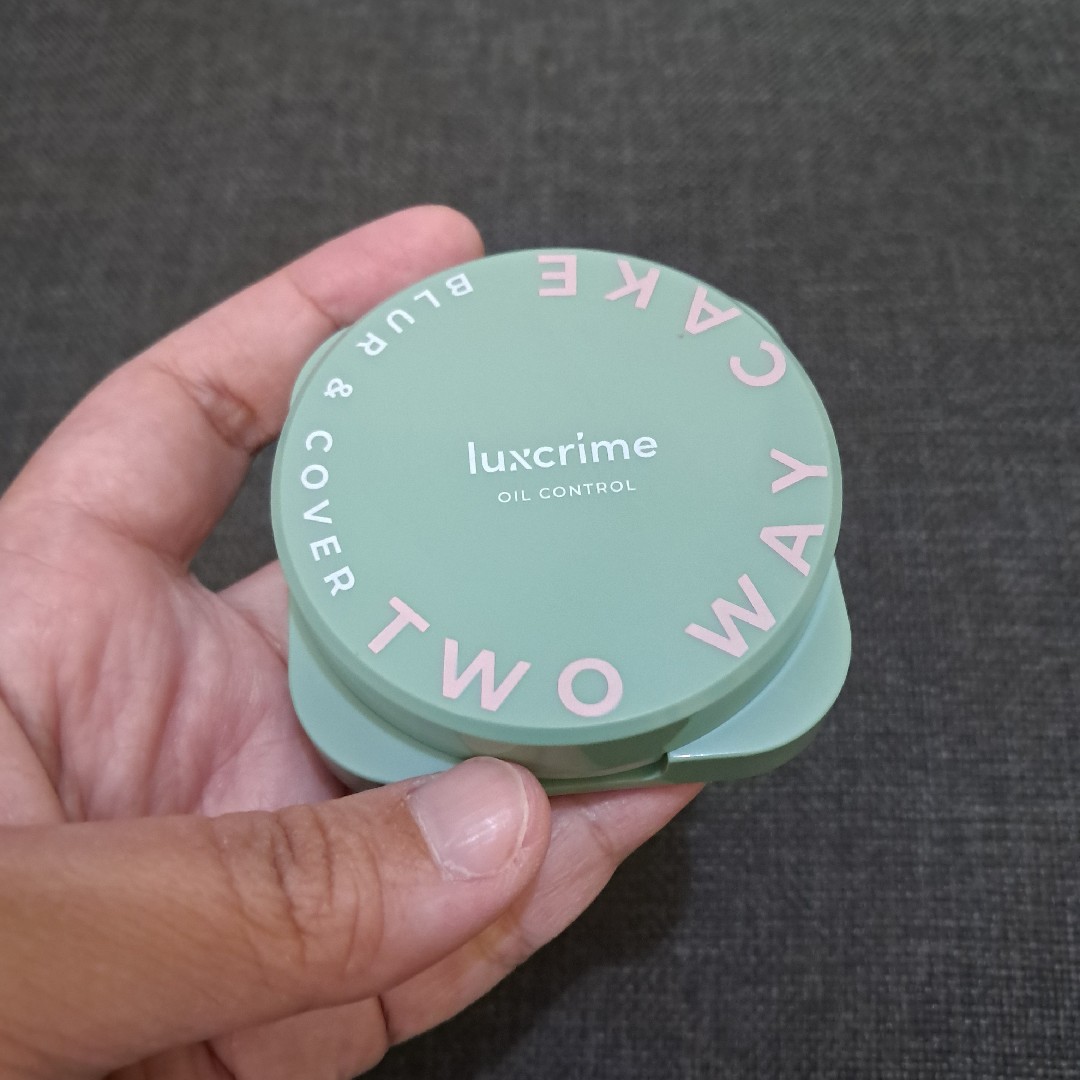 luxcrime
OIL CONTROL
BLUR & COVER
TWO WAY CAKE